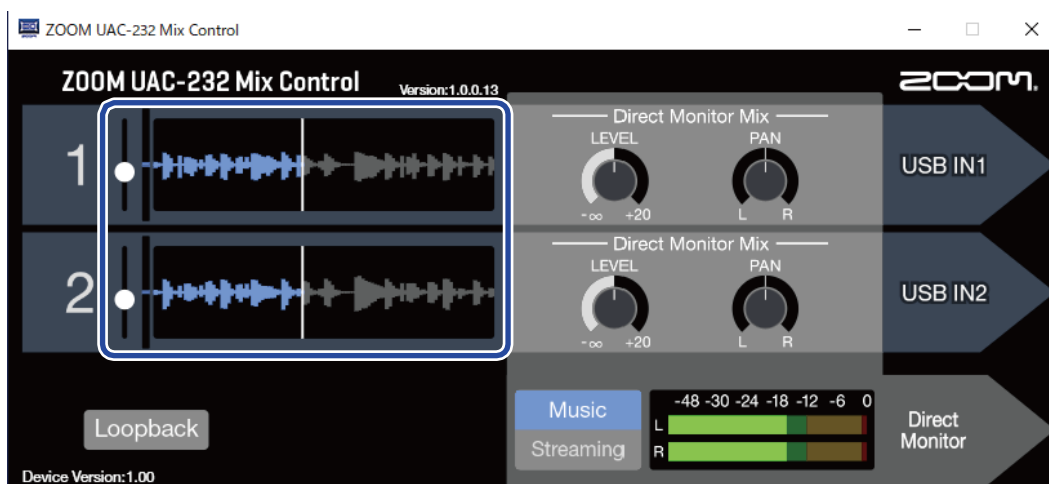 ZOOM UAC-232 Mix Control
ZOOM UAC-232 Mix Control Version:1.0.0.13
zoom.
1
Direct Monitor Mix
LEVEL PAN
-∞ +20 L R
USB IN1
2
Direct Monitor Mix
LEVEL PAN
-∞ +20 L R
USB IN2
Loopback
Music
Streaming
-48 -30 -24 -18 -12 -6 0
L
R
Direct
Monitor
Device Version:1.00